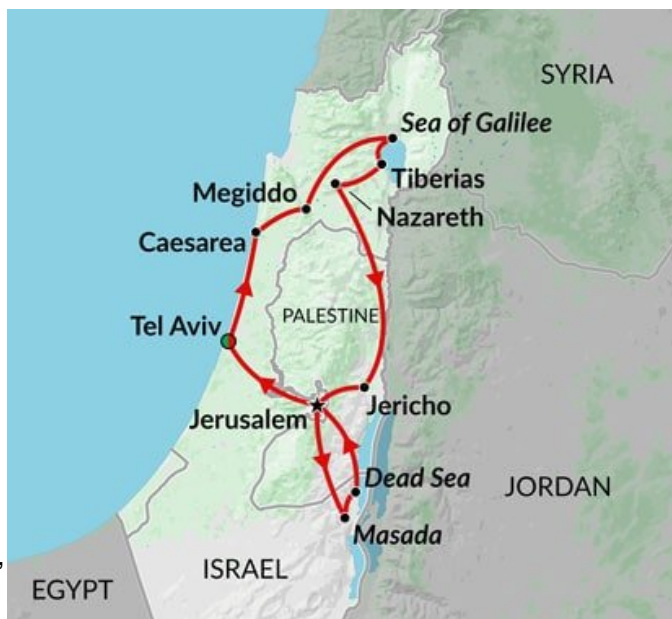 SYRIA
Sea of Galilee
Tiberias
Megiddo
Nazareth
Caesarea
PALESTINE
Tel Aviv
Jericho
Jerusalem
Dead Sea
JORDAN
Masada
ISRAEL
EGYPT
,